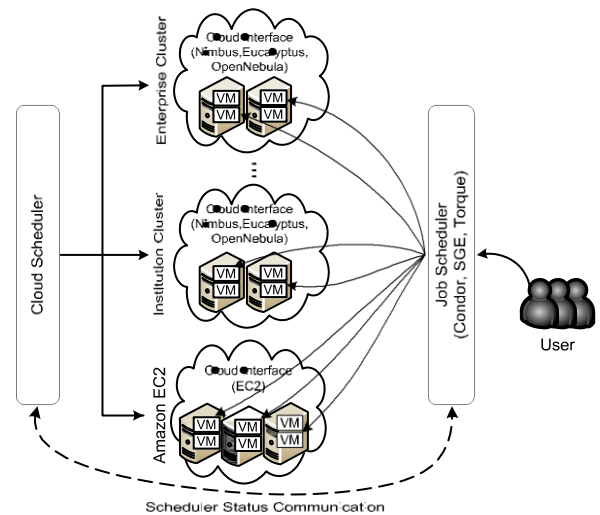 Cloud Scheduler
Enterprise Cluster
Cloud Interface
(Nimbus,Eucalyptus,
OpenNebula)
VM
VM
VM
VM
Institution Cluster
Cloud Interface
(Nimbus,Eucalyptus,
OpenNebula)
VM
VM
VM
VM
Amazon EC2
Cloud Interface
(EC2)
VM
VM
VM
VM
VM
VM
Job Scheduler
(Condor, SGE, Torque)
User
Scheduler Status Communication